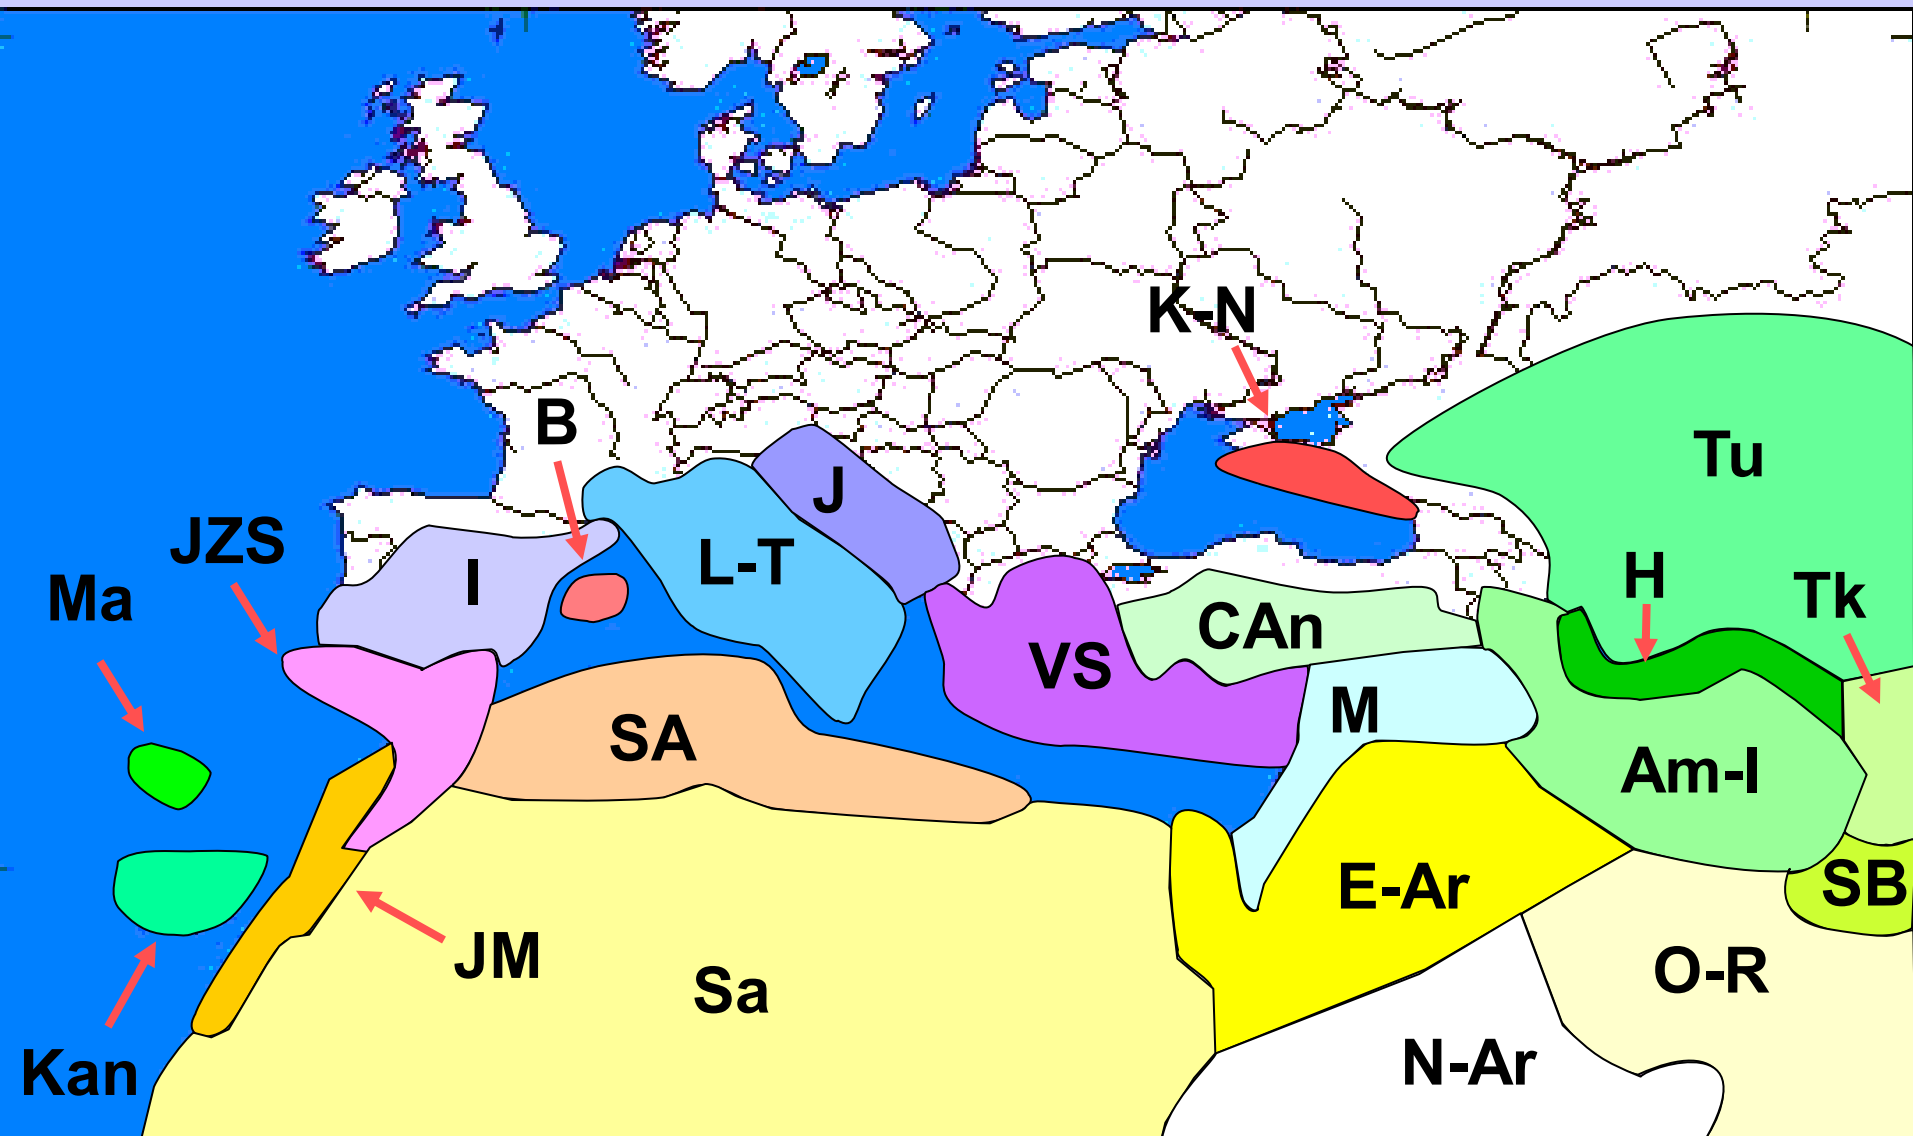 K-N
B
Tu
J
JZS
I
L-T
H
Ma
Tk
CAn
VS
M
SA
Am-I
E-Ar
SB
JM
O-R
Sa
N-Ar
Kan